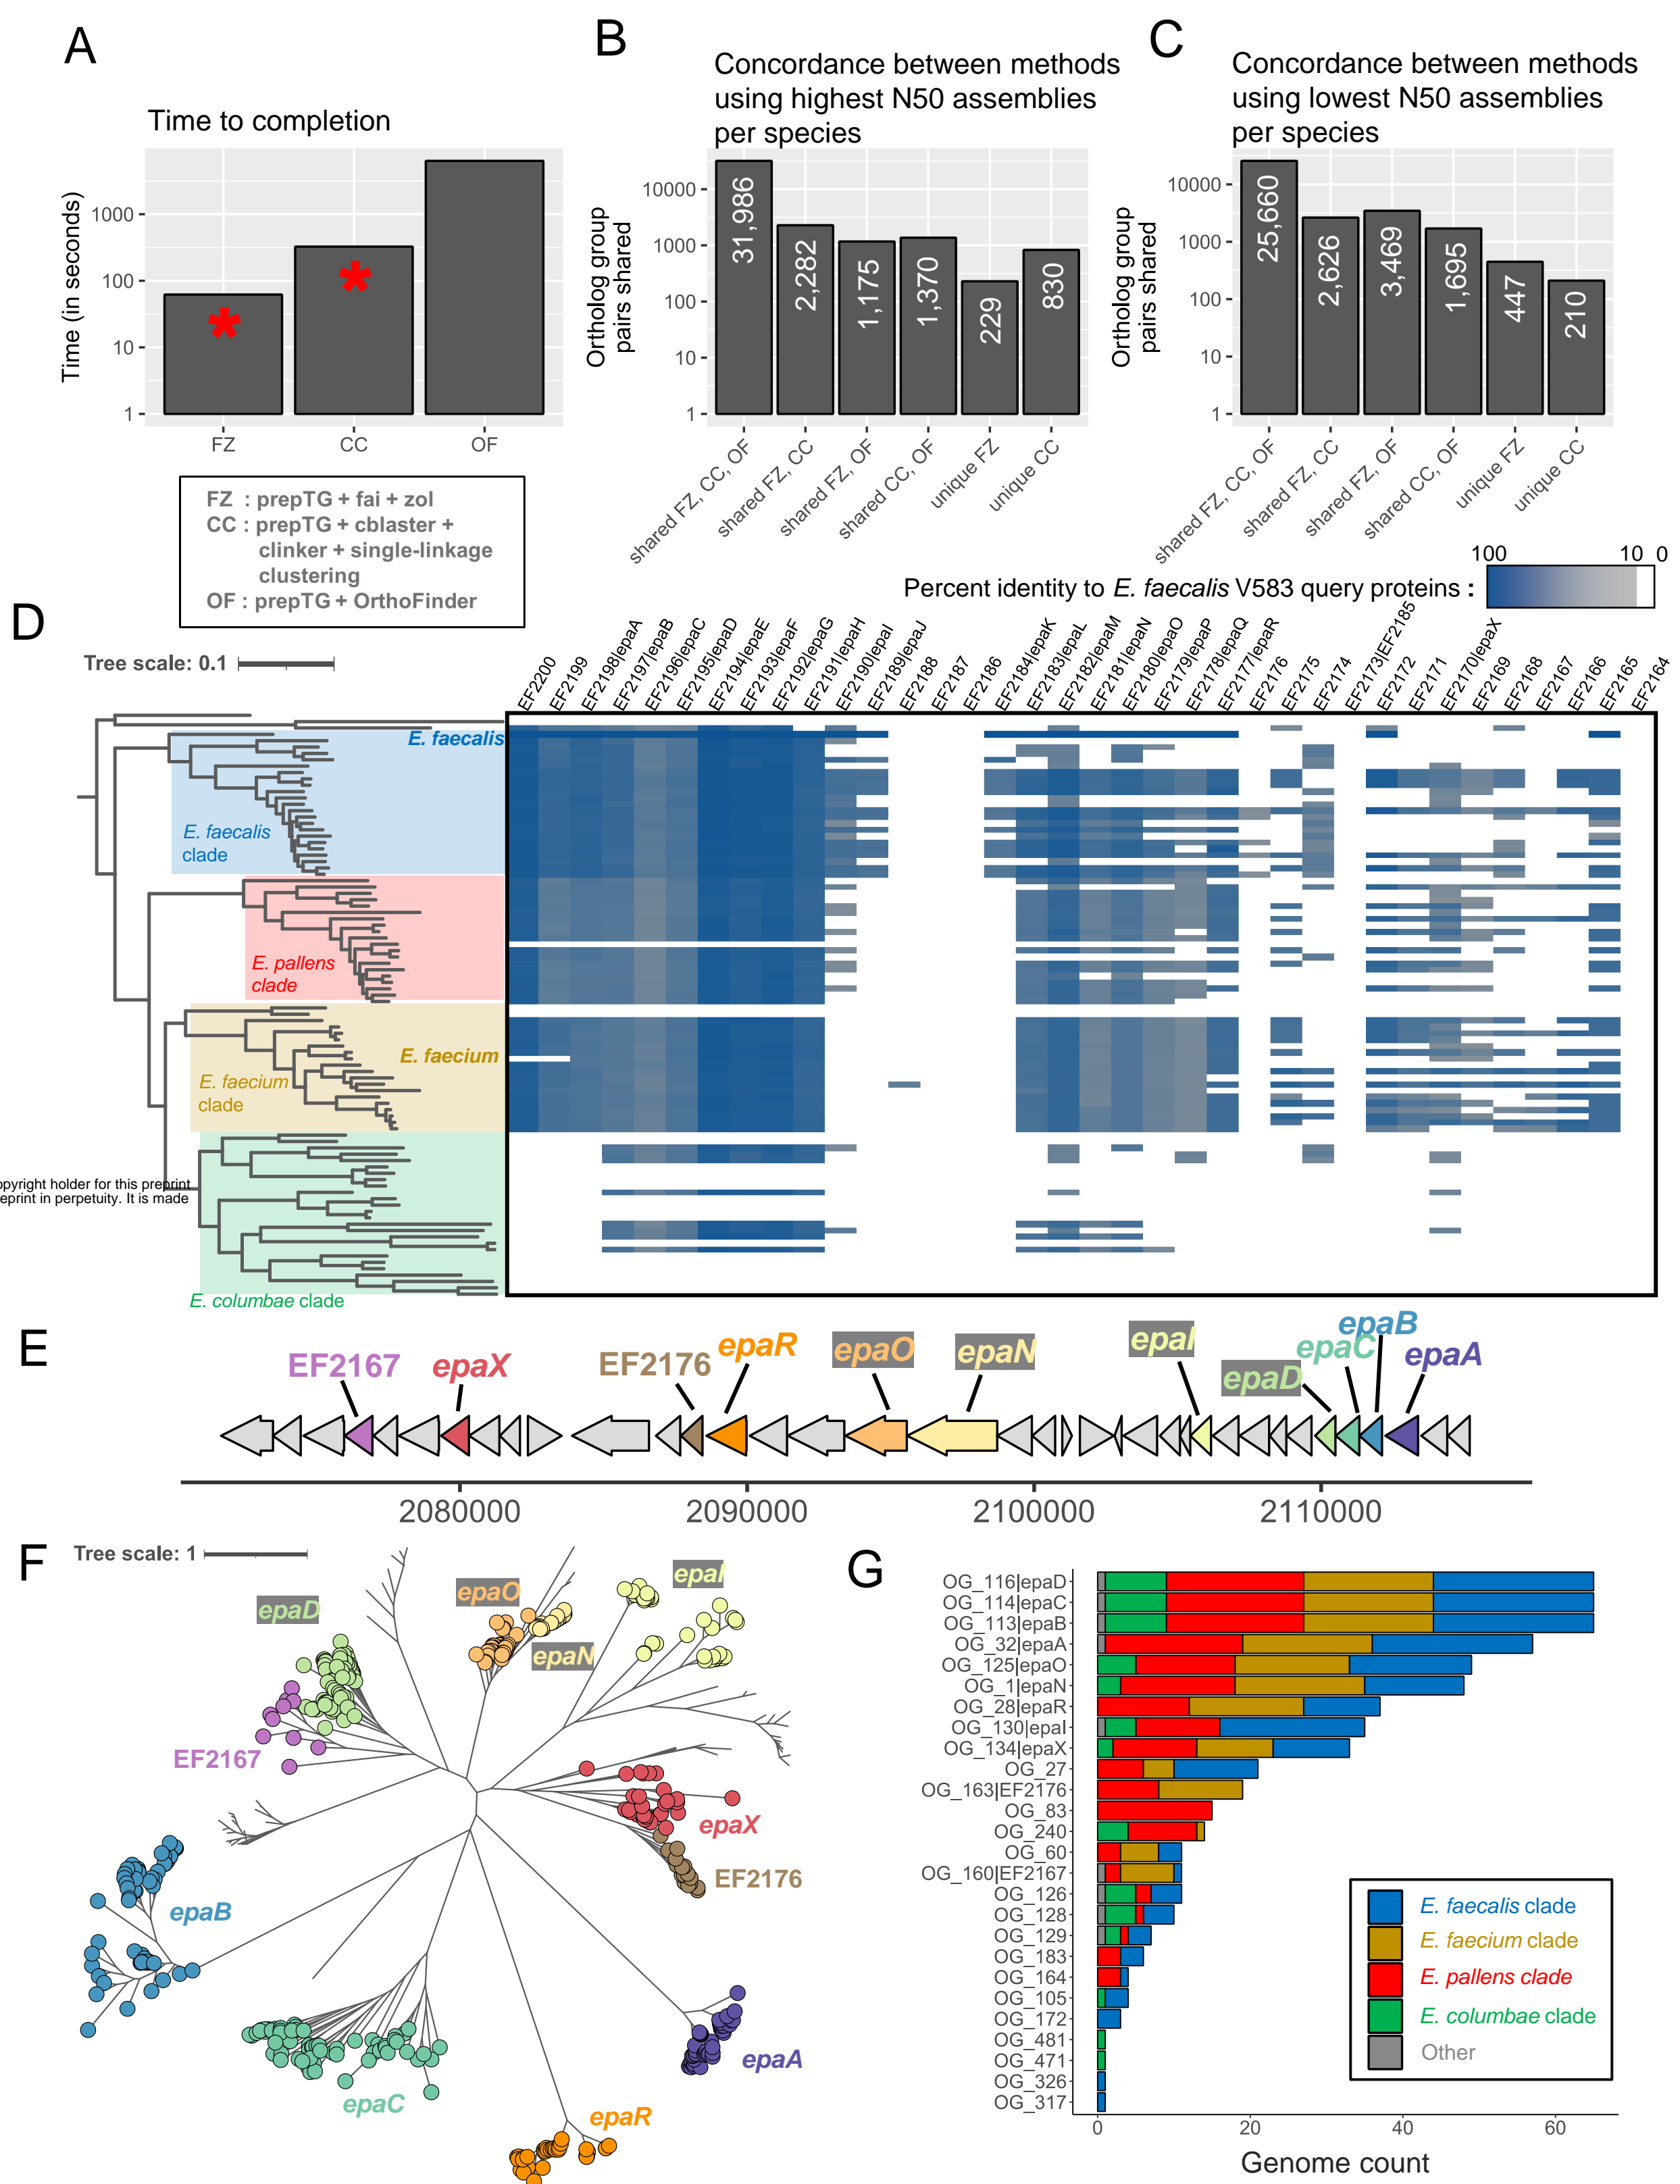 A
B
C
Time to completion
Concordance between methods
using highest N50 assemblies
per species
Concordance between methods
using lowest N50 assemblies
per species
Time (in seconds)
1000
100
10
1
FZ
CC
OF
Ortholog group
pairs shared
10000
1000
100
10
1
31,986
2,282
1,175
1,370
229
830
shared FZ, CC, OF
shared FZ, CC
shared FZ, OF
shared CC, OF
unique FZ
unique CC
Ortholog group
pairs shared
10000
1000
100
10
1
25,660
2,626
3,469
1,695
447
210
shared FZ, CC, OF
shared FZ, CC
shared FZ, OF
shared CC, OF
unique FZ
unique CC
FZ : prepTG + fai + zol
CC : prepTG + cblaster +
clinker + single-linkage
clustering
OF : prepTG + OrthoFinder
Percent identity to E. faecalis V583 query proteins :
100
10
0
D
Tree scale: 0.1
EF2200
EF2199
EF2198|epaA
EF2197|epaB
EF2196|epaC
EF2195|epaD
EF2194|epaE
EF2193|epaF
EF2192|epaG
EF2191|epaH
EF2190|epaI
EF2189|epaJ
EF2188
EF2187
EF2186
EF2184|epaK
EF2183|epaL
EF2182|epaM
EF2181|epaN
EF2180|epaO
EF2179|epaP
EF2178|epaQ
EF2177|epaR
EF2176
EF2175
EF2174
EF2173|EF2185
EF2172
EF2171
EF2170|epaX
EF2169
EF2168
EF2167
EF2166
EF2165
EF2164
E. faecalis
E. faecalis
clade
E. pallens
clade
E. faecium
E. faecium
clade
opyright holder for this preprint
eprint in perpetuity. It is made
E. columbae clade
E
EF2167
epaX
EF2176
epaR
epaO
epaN
epaI
epaD
epaC
epaB
epaA
2080000
2090000
2100000
2110000
F
Tree scale: 1
epaD
epaO
epaN
epaI
EF2167
epaX
EF2176
epaB
epaC
epaA
epaR
G
OG_116|epaD
OG_114|epaC
OG_113|epaB
OG_32|epaA
OG_125|epaO
OG_1|epaN
OG_28|epaR
OG_130|epaI
OG_134|epaX
OG_27
OG_163|EF2176
OG_83
OG_240
OG_60
OG_160|EF2167
OG_126
OG_128
OG_129
OG_183
OG_164
OG_105
OG_172
OG_481
OG_471
OG_326
OG_317
0
20
40
60
Genome count
E. faecalis clade
E. faecium clade
E. pallens clade
E. columbae clade
Other